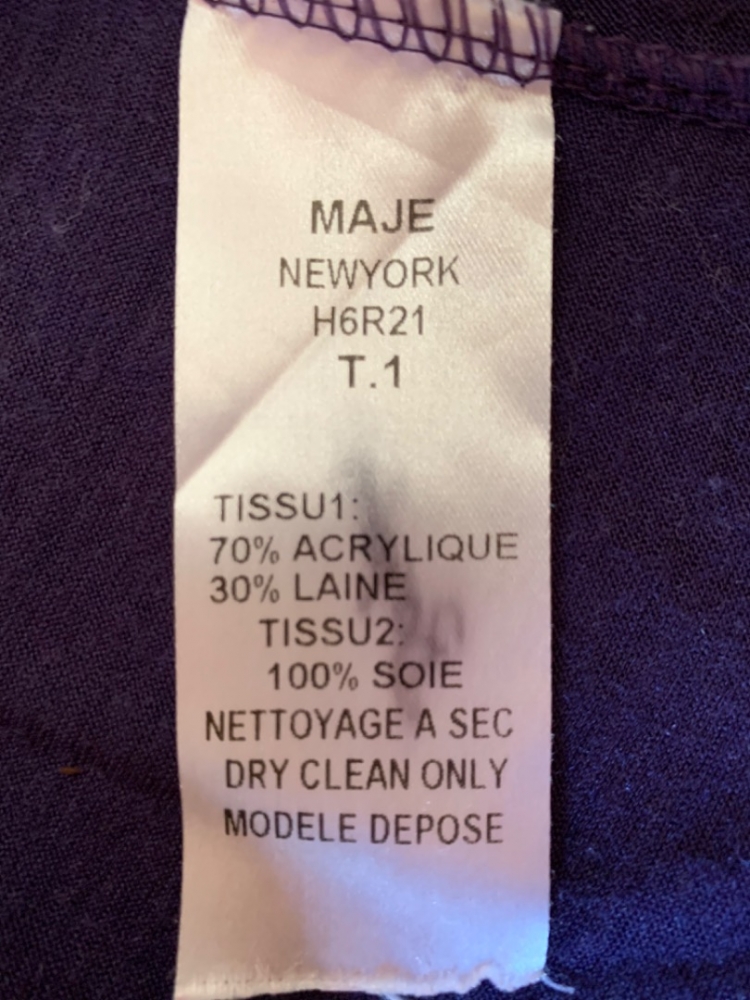 MAJE
NEWYORK
H6R21
T.1
TISSU1:
70% ACRYLIQUE
30% LAINE
TISSU2:
100% SOIE
NETTOYAGE A SEC
DRY CLEAN ONLY
MODELE DEPOSE